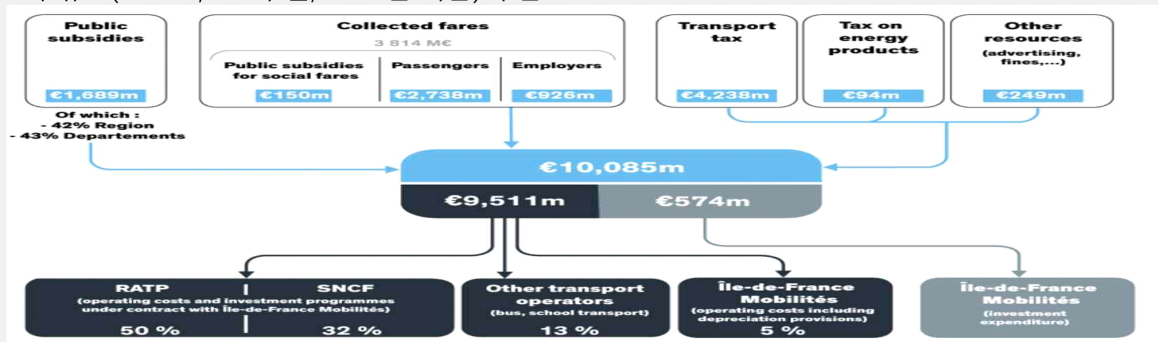 Public
subsidies
€1,689m
Of which :
- 42% Region
- 43% Departements
Collected fares
3 814 M€
Public subsidies
for social fares
€150m
Passengers
€2,738m
Employers
€926m
Transport
tax
€4,238m
Tax on
energy
products
€94m
Other
resources
(advertising,
fines,...)
€249m
€10,085m
€9,511m
€574m
RATP | SNCF
(operating costs and investment programmes
under contract with Île-de-France Mobilités)
50 % | 32 %
Other transport
operators
(bus, school transport)
13 %
Île-de-France
Mobilités
(operating costs including
depreciation provisions)
5 %
Île-de-France
Mobilités
(investment
expenditure)